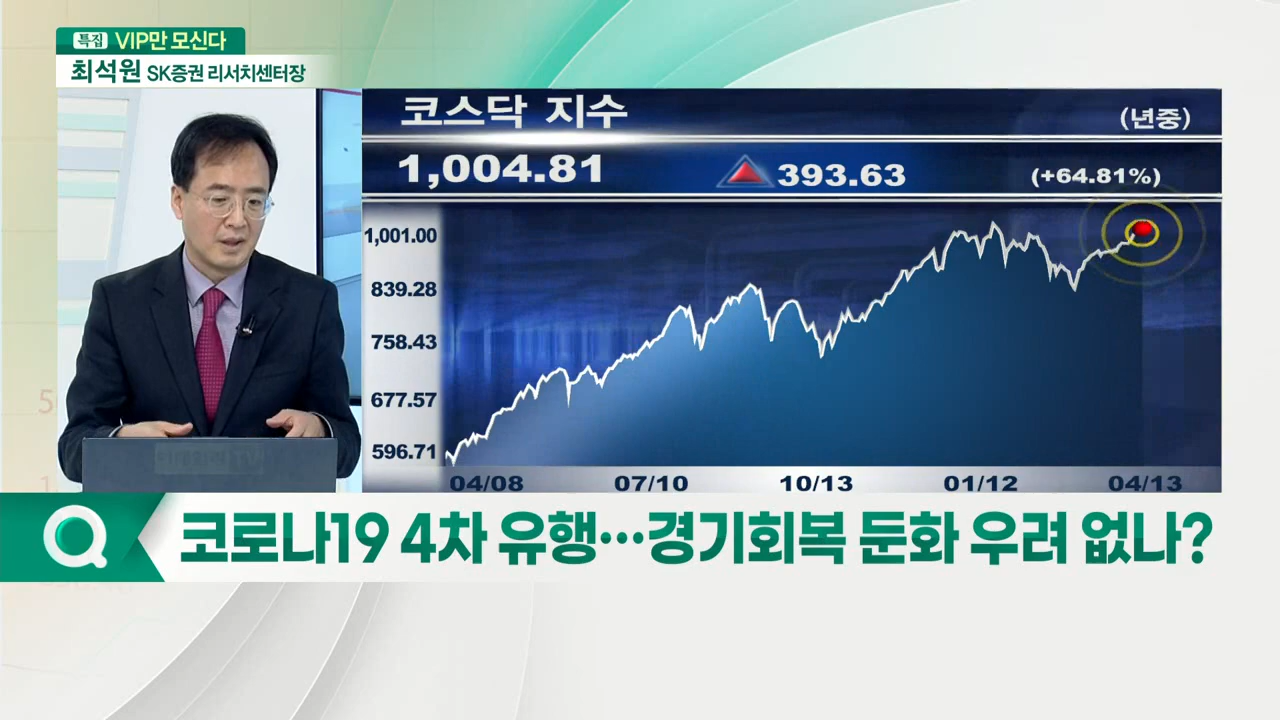 특집 VIP만 모신다
최석원 SK증권 리서치센터장
코스닥 지수 (년중)
1,004.81 393.63 (+64.81%)
1,001.00
839.28
758.43
677.57
596.71
04/08 07/10 10/13 01/12 04/13
코로나19 4차 유행…경기회복 둔화 우려 없나?